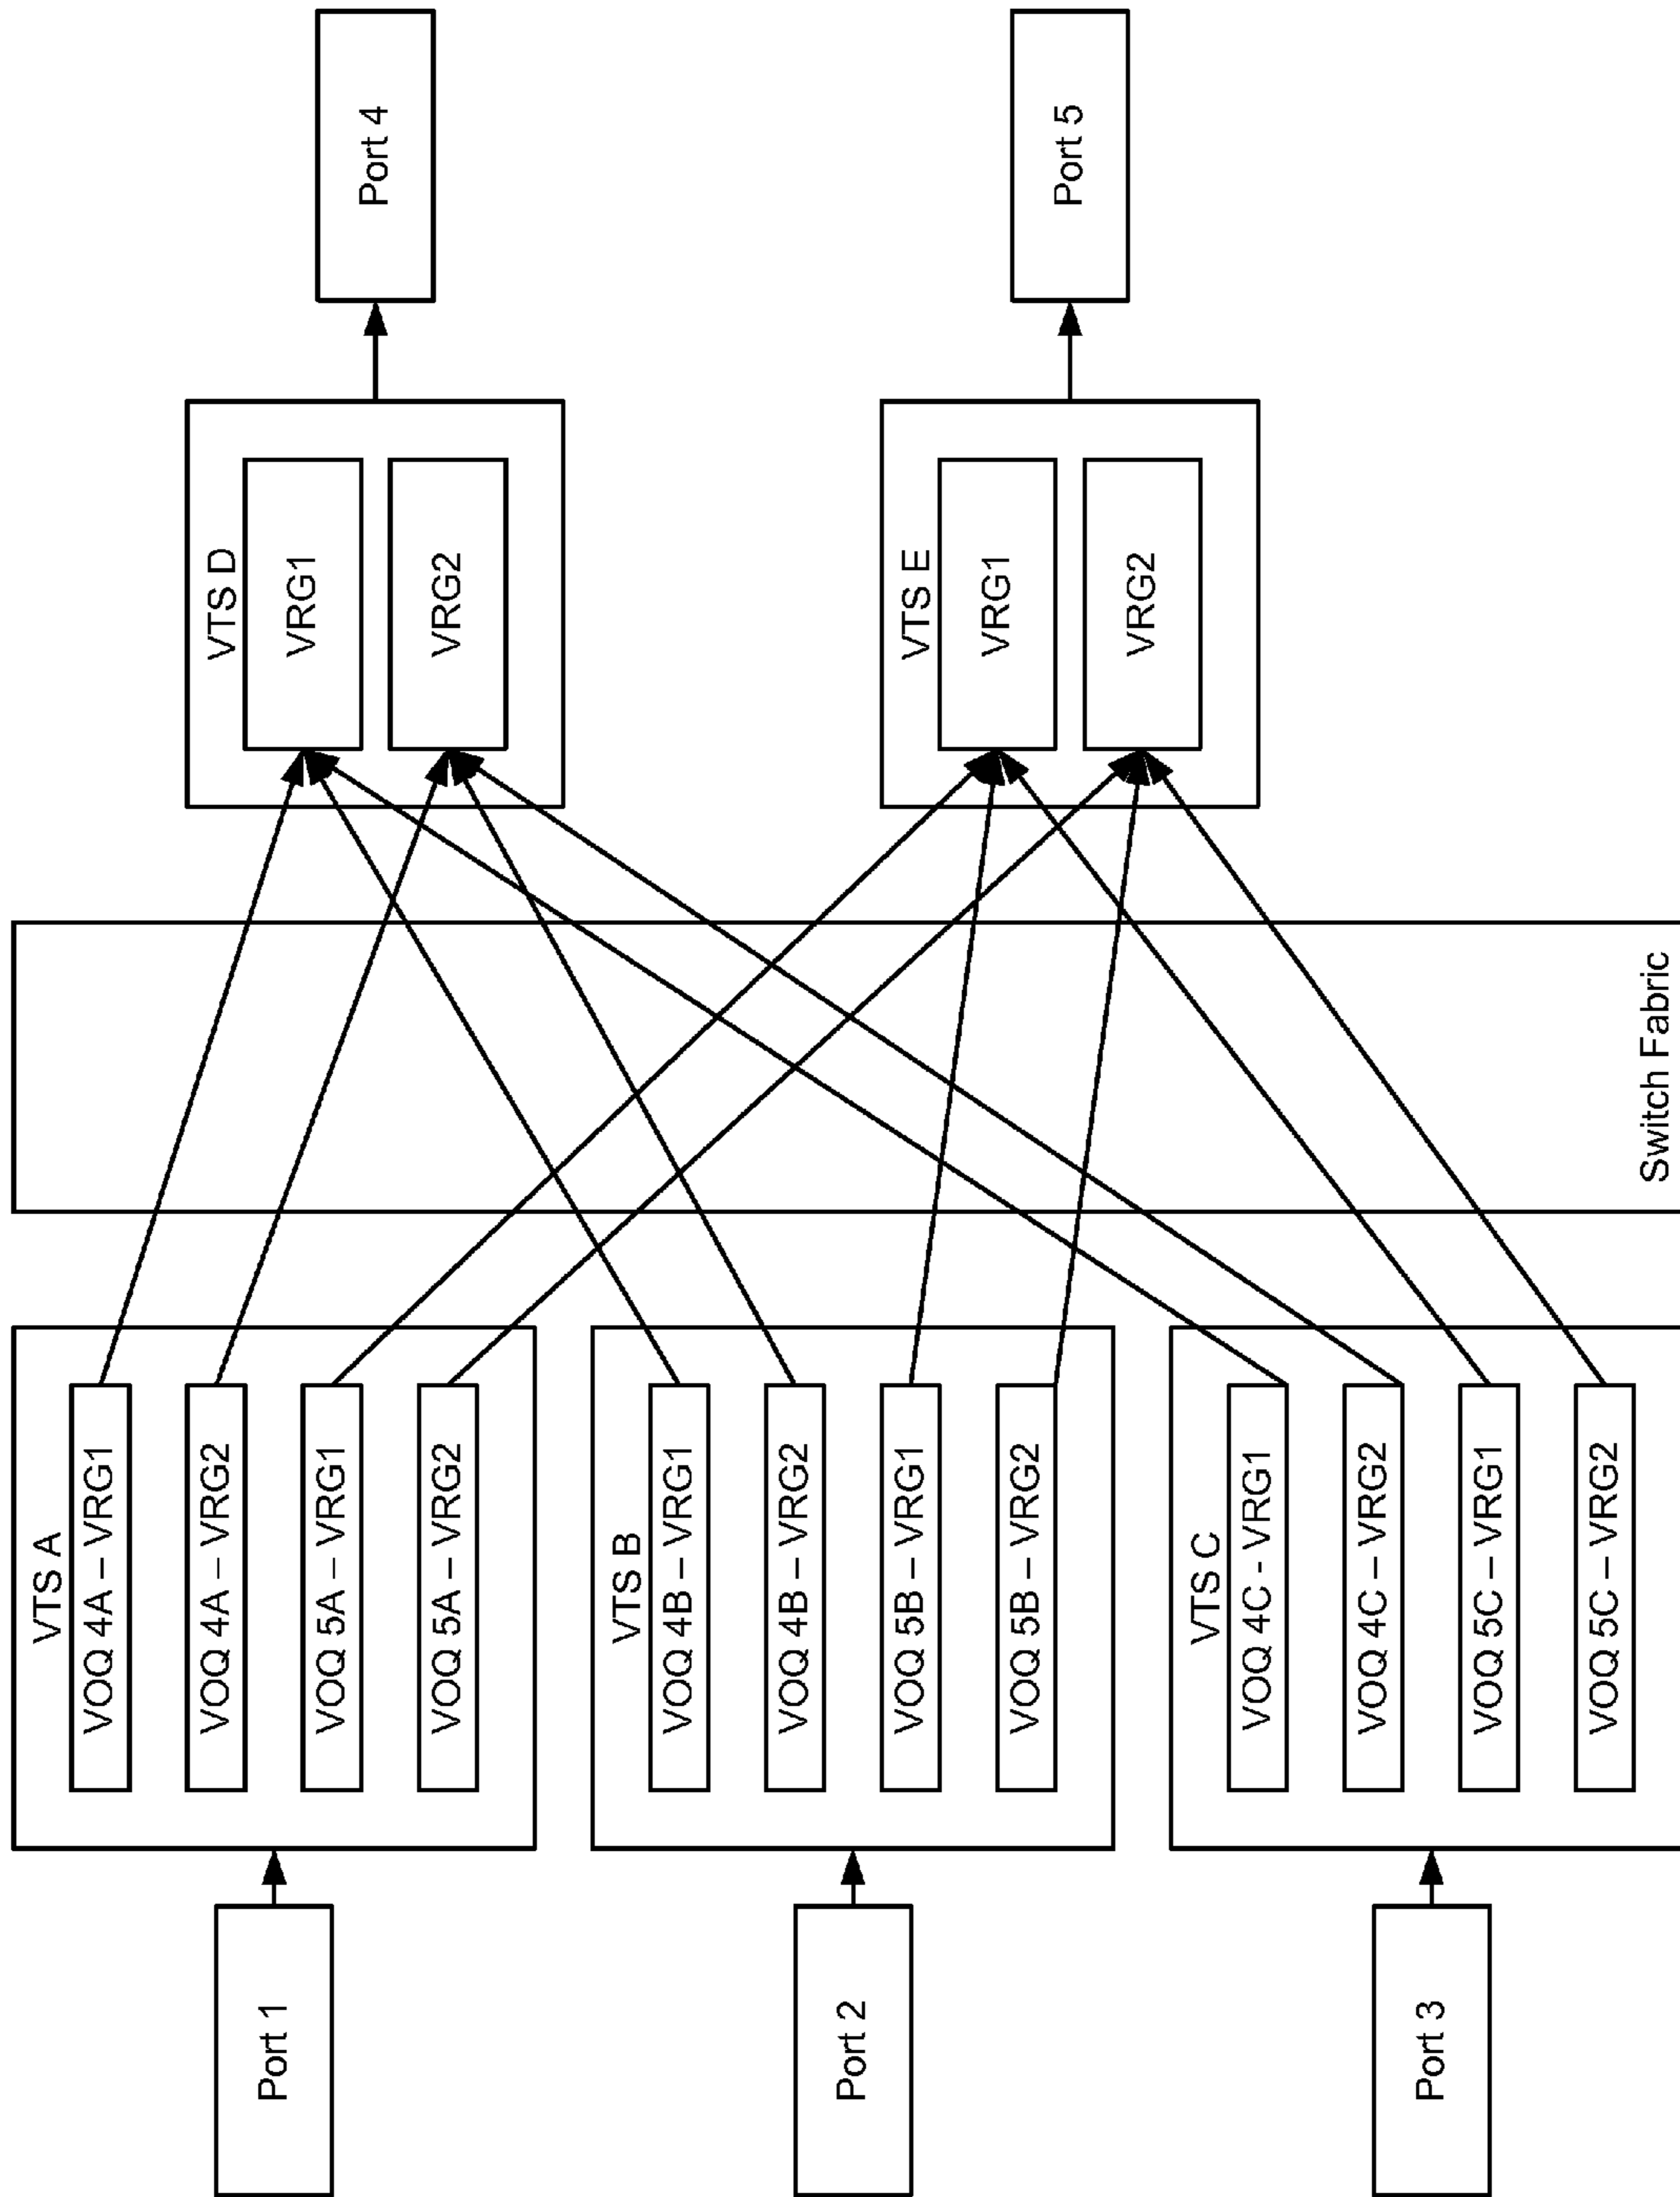 Port 1
Port 2
Port 3
VTS A
VOQ 4A – VRG1
VOQ 4A – VRG2
VOQ 5A – VRG1
VOQ 5A – VRG2
VTS B
VOQ 4B – VRG1
VOQ 4B – VRG2
VOQ 5B – VRG1
VOQ 5B – VRG2
VTS C
VOQ 4C - VRG1
VOQ 4C – VRG2
VOQ 5C – VRG1
VOQ 5C – VRG2
Switch Fabric
VTS D
VRG1
VRG2
VTS E
VRG1
VRG2
Port 4
Port 5